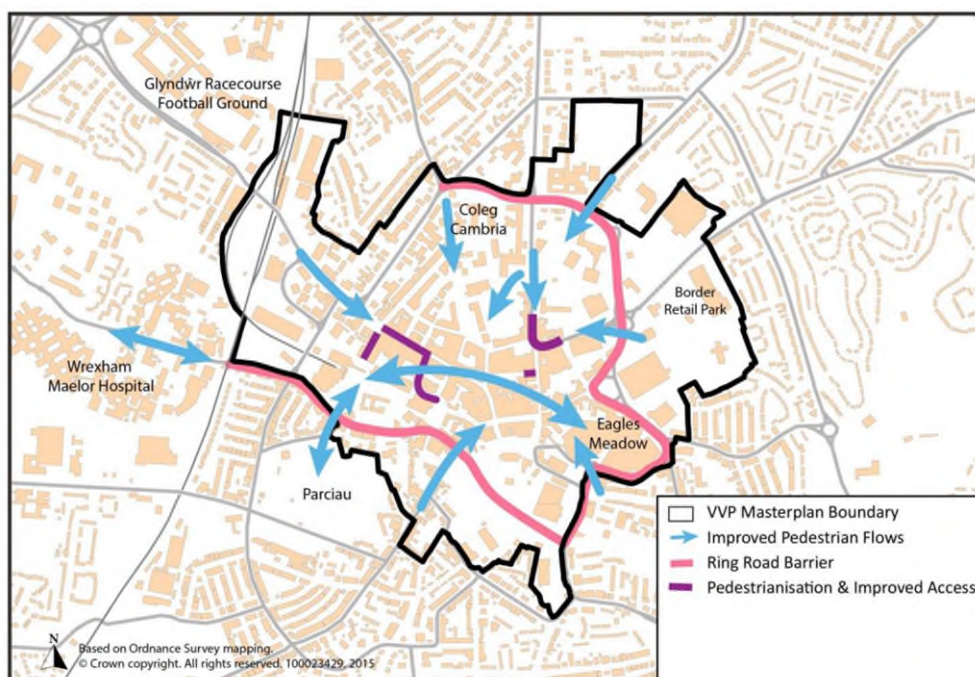 Glyndŵr Racecourse
Football Ground
Coleg
Cambria
Border
Retail Park
Wrexham
Maelor Hospital
Eagles
Meadow
Parciau
VVP Masterplan Boundary
Improved Pedestrian Flows
Ring Road Barrier
Pedestrianisation & Improved Access
N
Based on Ordnance Survey mapping.
© Crown copyright. All rights reserved. 100023429, 2015